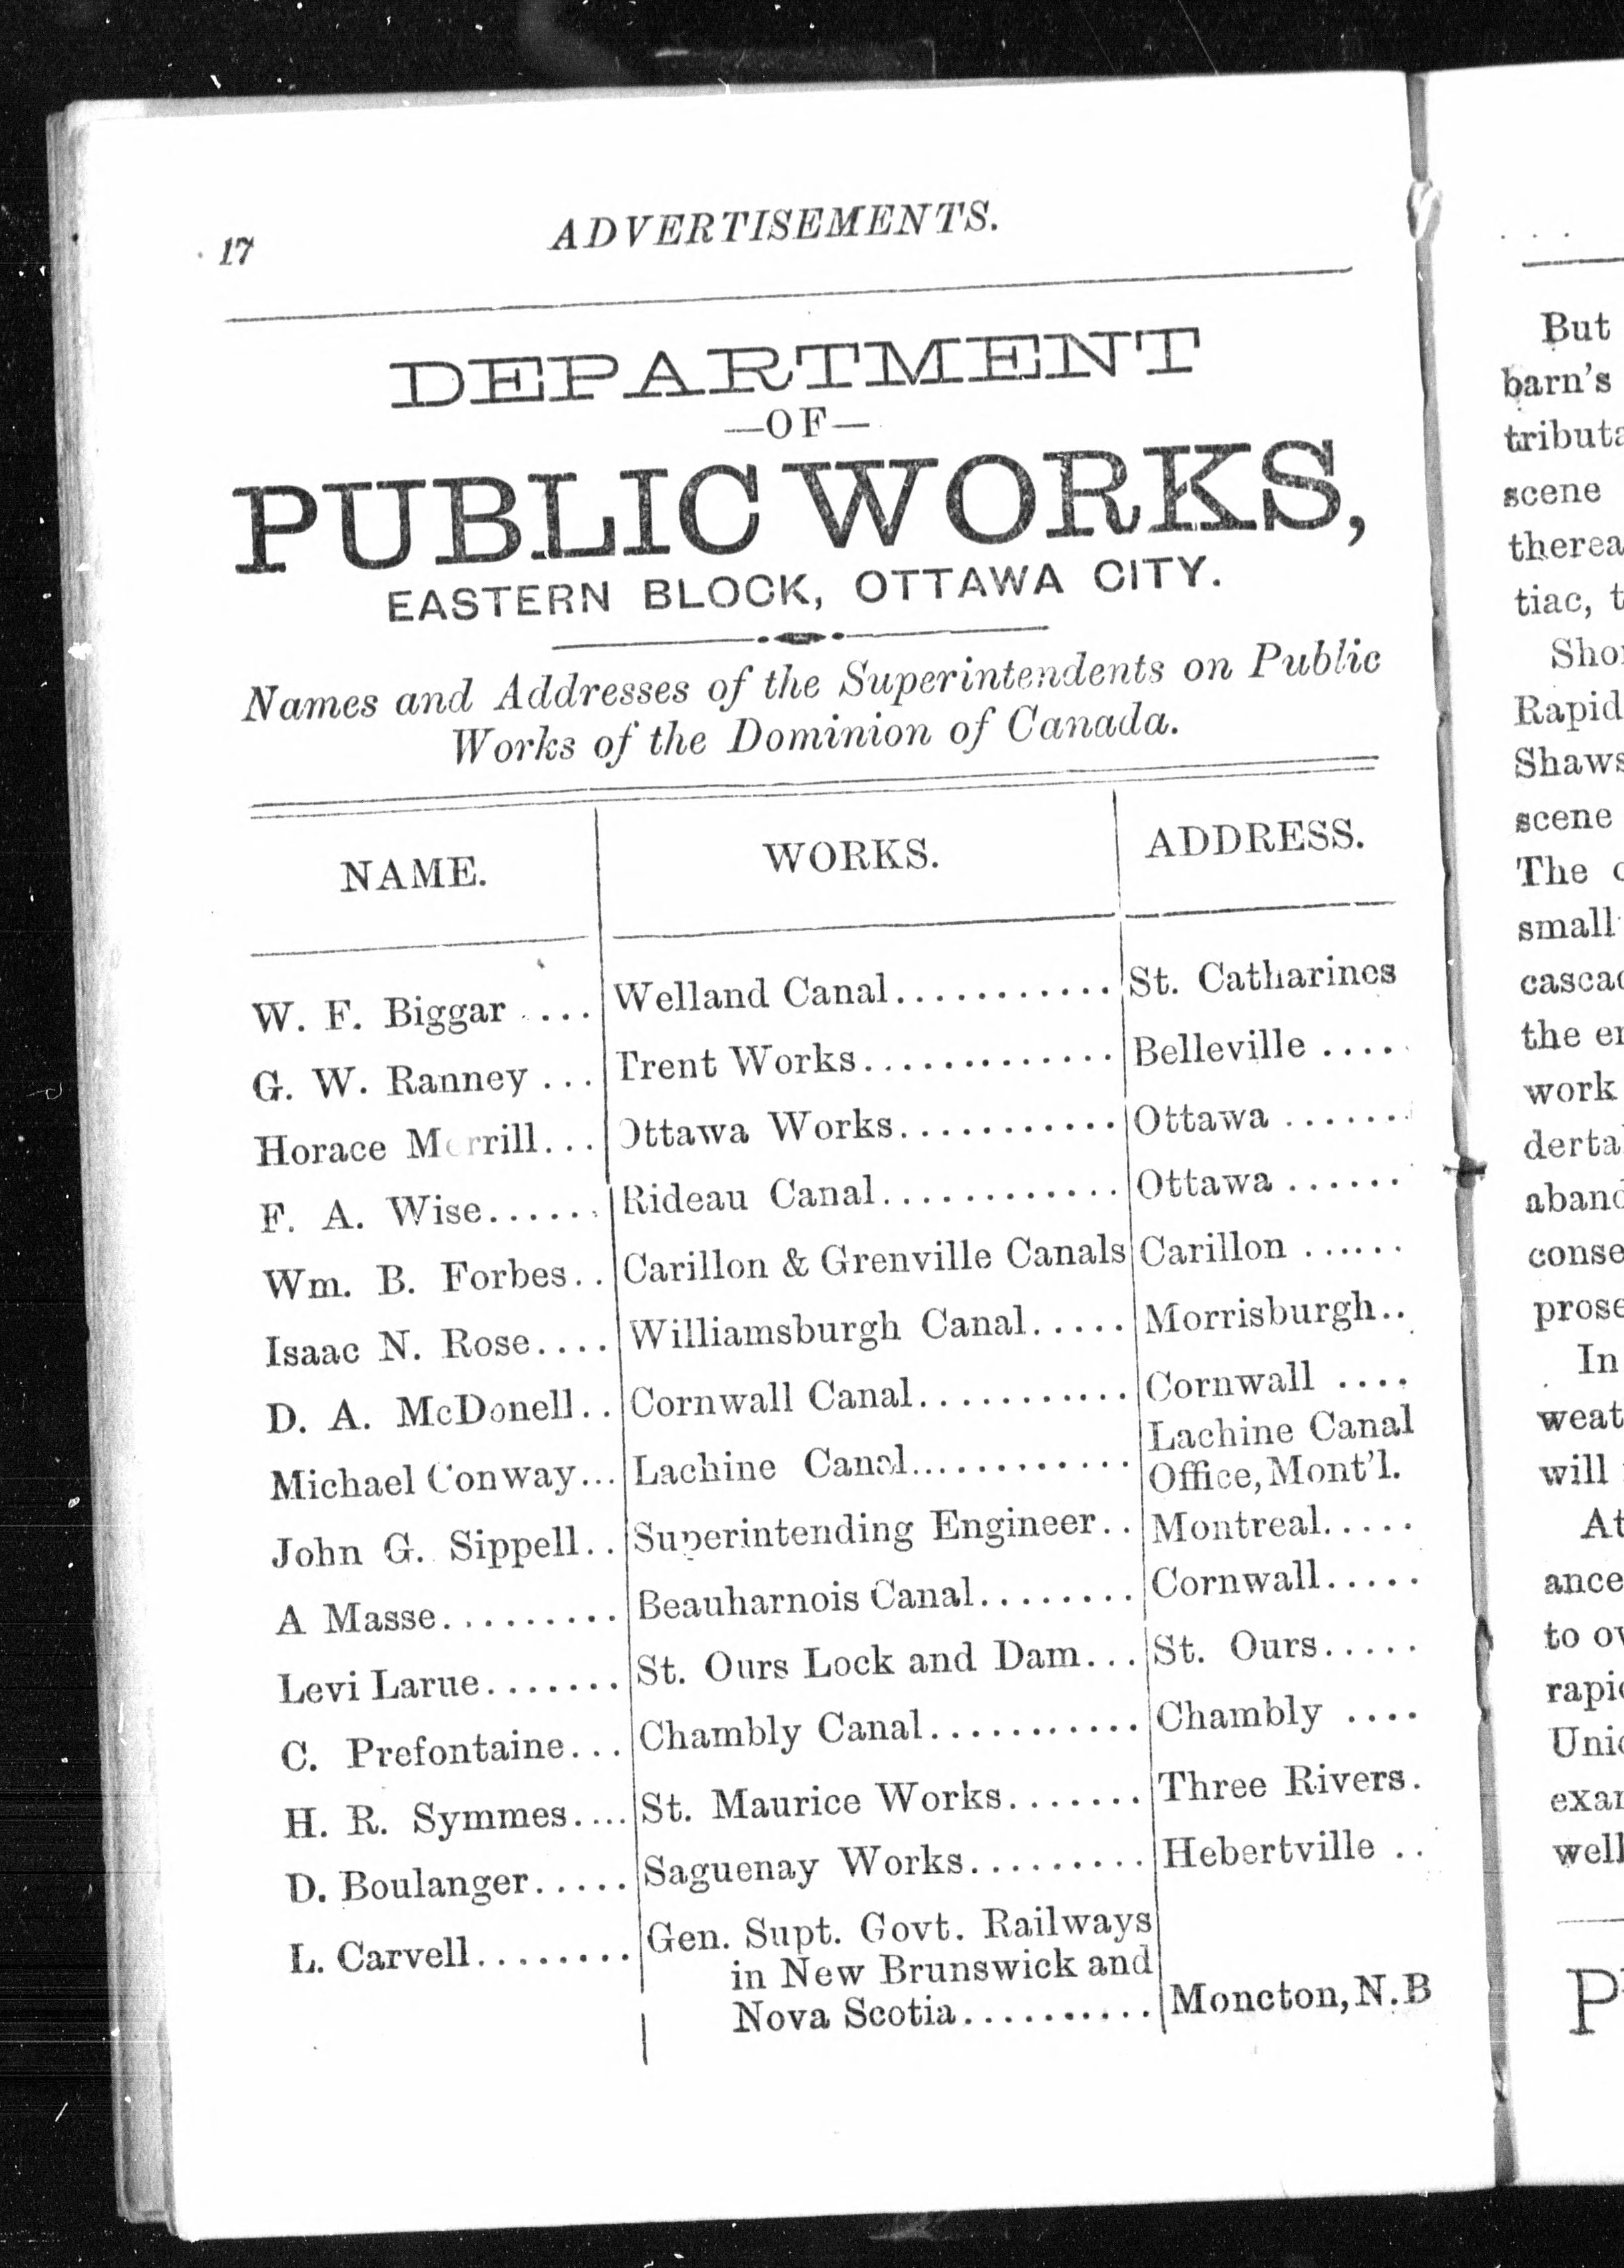 17 ADVERTISEMENTS.
DEPARTMENT
—OF—
PUBLIC WORKS,
EASTERN BLOCK, OTTAWA CITY.
Names and Addresses of the Superintendents on Public
Works of the Dominion of Canada.
NAME. WORKS. ADDRESS.
W. F. Biggar .... Welland Canal............ St. Catharines
G. W. Ranney ... Trent Works............. Belleville ....
Horace Merrill... Ottawa Works........... Ottawa .......
F. A. Wise...... Rideau Canal............ Ottawa ......
Wm. B. Forbes.. Carillon & Grenville Canals Carillon ......
Isaac N. Rose.... Williamsburgh Canal..... Morrisburgh..
D. A. McDonell.. Cornwall Canal........... Cornwall ....
Michael Conway... Lachine Canal............ Lachine Canal
Office, Mont'l.
John G. Sippell.. Superintending Engineer.. Montreal.....
A Masse.......... Beauharnois Canal........ Cornwall.....
Levi Larue....... St. Ours Lock and Dam... St. Ours.....
C. Prefontaine... Chambly Canal........... Chambly ....
H. R. Symmes.... St. Maurice Works....... Three Rivers.
D. Boulanger..... Saguenay Works......... Hebertville ..
L. Carvell........ Gen. Supt. Govt. Railways
in New Brunswick and
Nova Scotia.......... Moncton, N.B
But
barn's
scene
tiac,
Shaws
scene
The
small
the
work
In
will
At
to
well